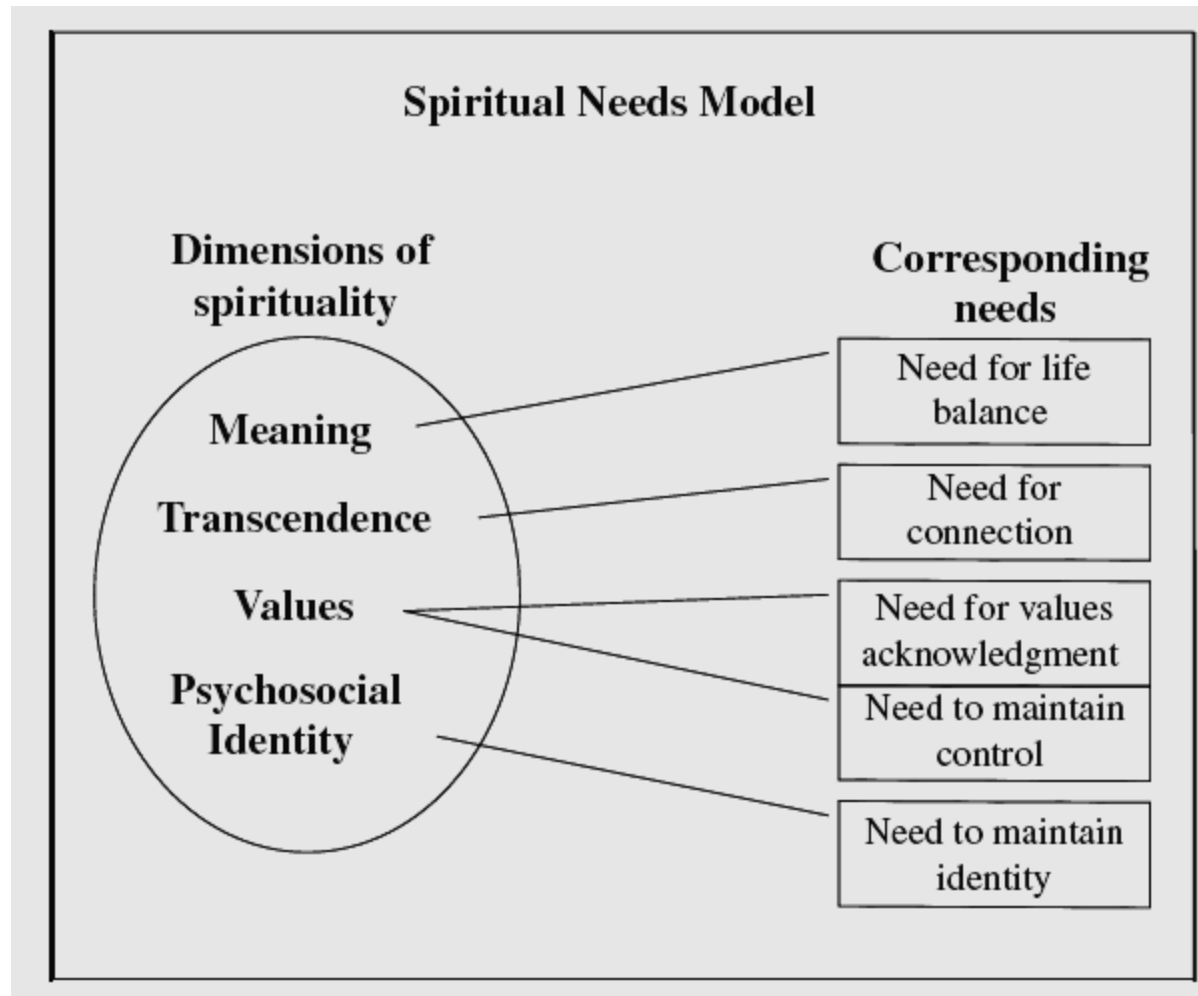 Spiritual Needs Model
Dimensions of
spirituality
Meaning
Transcendence
Values
Psychosocial
Identity
Corresponding
needs
Need for life
balance
Need for
connection
Need for values
acknowledgment
Need to maintain
control
Need to maintain
identity